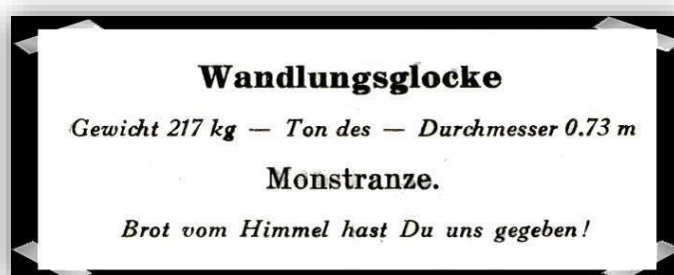 Wandlungsglocke
Gewicht 217 kg — Ton des — Durchmesser 0.73 m
Monstranze.
Brot vom Himmel hast Du uns gegeben!